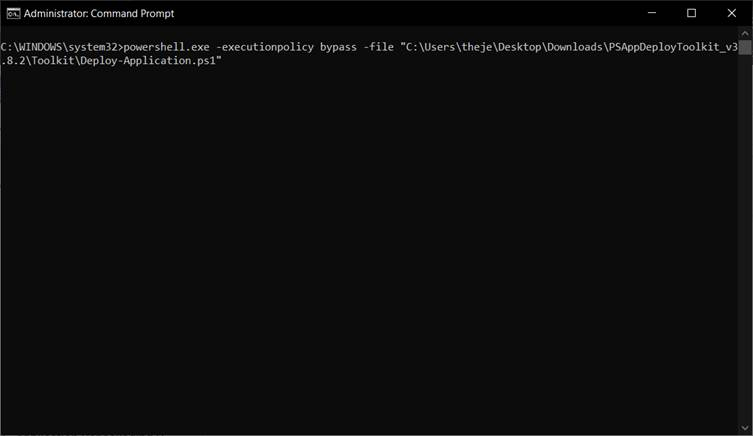 Administrator: Command Prompt
C:\WINDOWS\system32>powershell.exe -executionpolicy bypass -file "C:\Users\theje\Desktop\Downloads\PSAppDeployToolkit_v3
.8.2\Toolkit\Deploy-Application.ps1"